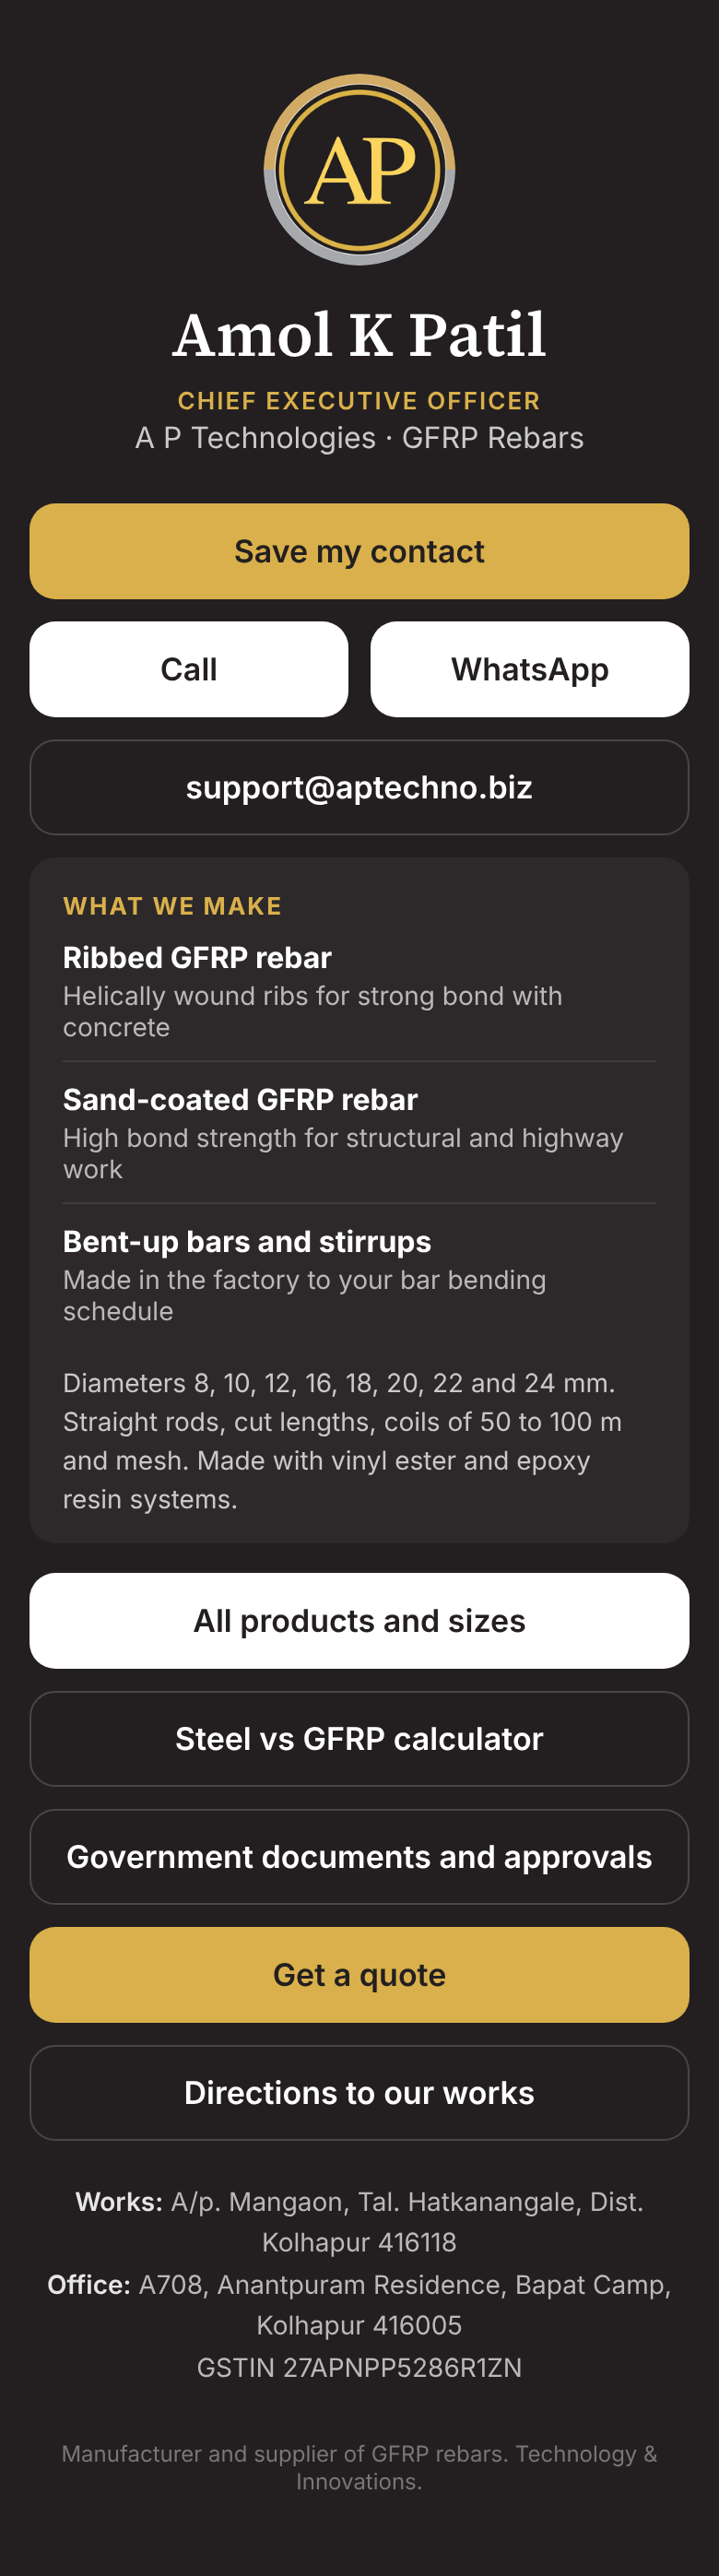 AP
Amol K Patil
CHIEF EXECUTIVE OFFICER
A P Technologies · GFRP Rebars
Save my contact
Call
WhatsApp
support@aptechno.biz
WHAT WE MAKE
Ribbed GFRP rebar
Helically wound ribs for strong bond with
concrete
Sand-coated GFRP rebar
High bond strength for structural and highway
work
Bent-up bars and stirrups
Made in the factory to your bar bending
schedule
Diameters 8, 10, 12, 16, 18, 20, 22 and 24 mm.
Straight rods, cut lengths, coils of 50 to 100 m
and mesh. Made with vinyl ester and epoxy
resin systems.
All products and sizes
Steel vs GFRP calculator
Government documents and approvals
Get a quote
Directions to our works
Works: A/p. Mangaon, Tal. Hatkanangale, Dist.
Kolhapur 416118
Office: A708, Anantpuram Residence, Bapat Camp,
Kolhapur 416005
GSTIN 27APNPP5286R1ZN
Manufacturer and supplier of GFRP rebars. Technology &
Innovations.